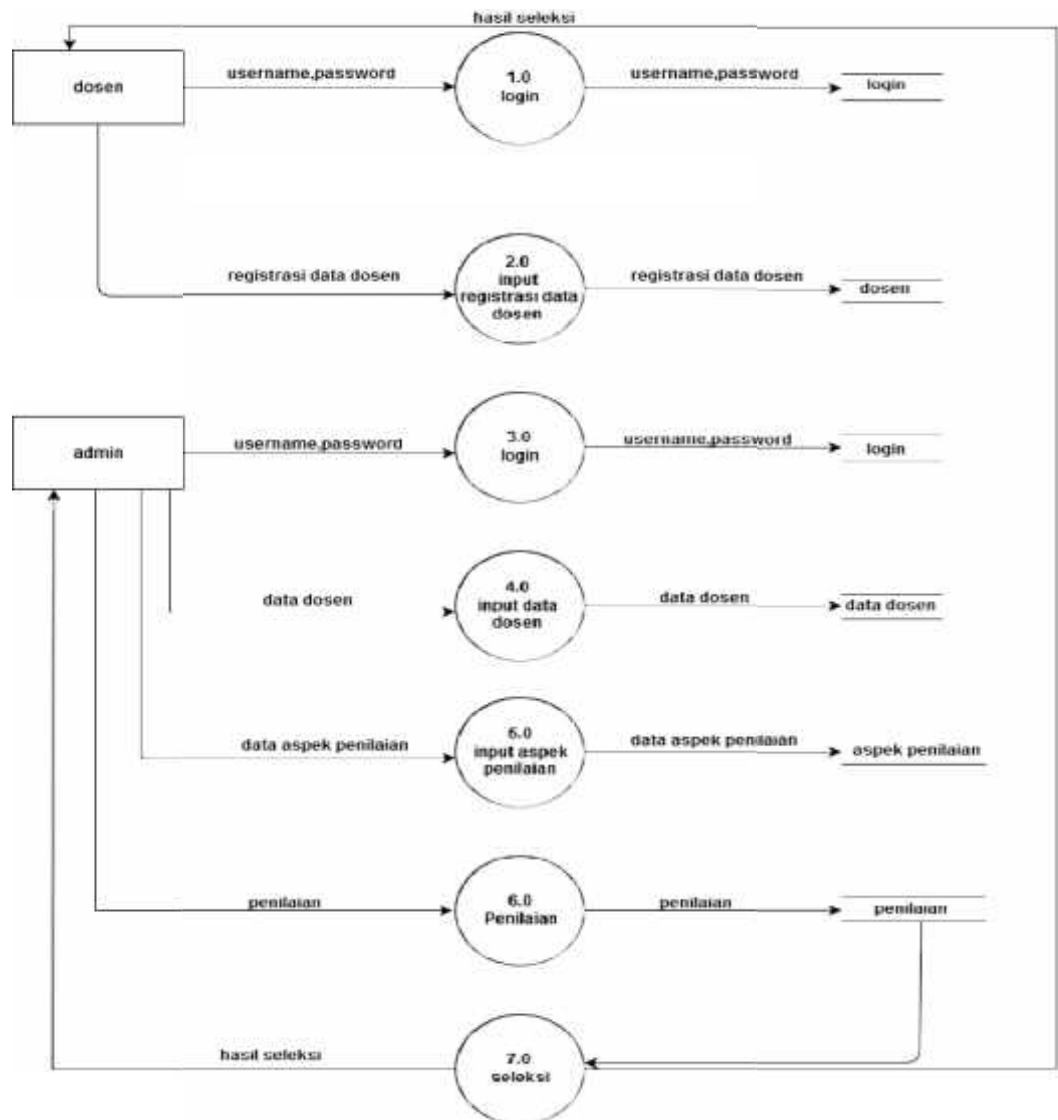 hasil seleksi
dosen
username,password
1.0
login
username,password
login
registrasi data dosen
2.0
input
registrasi data
dosen
registrasi data dosen
dosen
admin
username,password
3.0
login
username,password
login
data dosen
4.0
input data
dosen
data dosen
data dosen
data aspek penilaian
5.0
input aspek
penilaian
data aspek penilaian
aspek penilaian
penilaian
6.0
Penilaian
penilaian
penilaian
hasil seleksi
7.0
seleksi